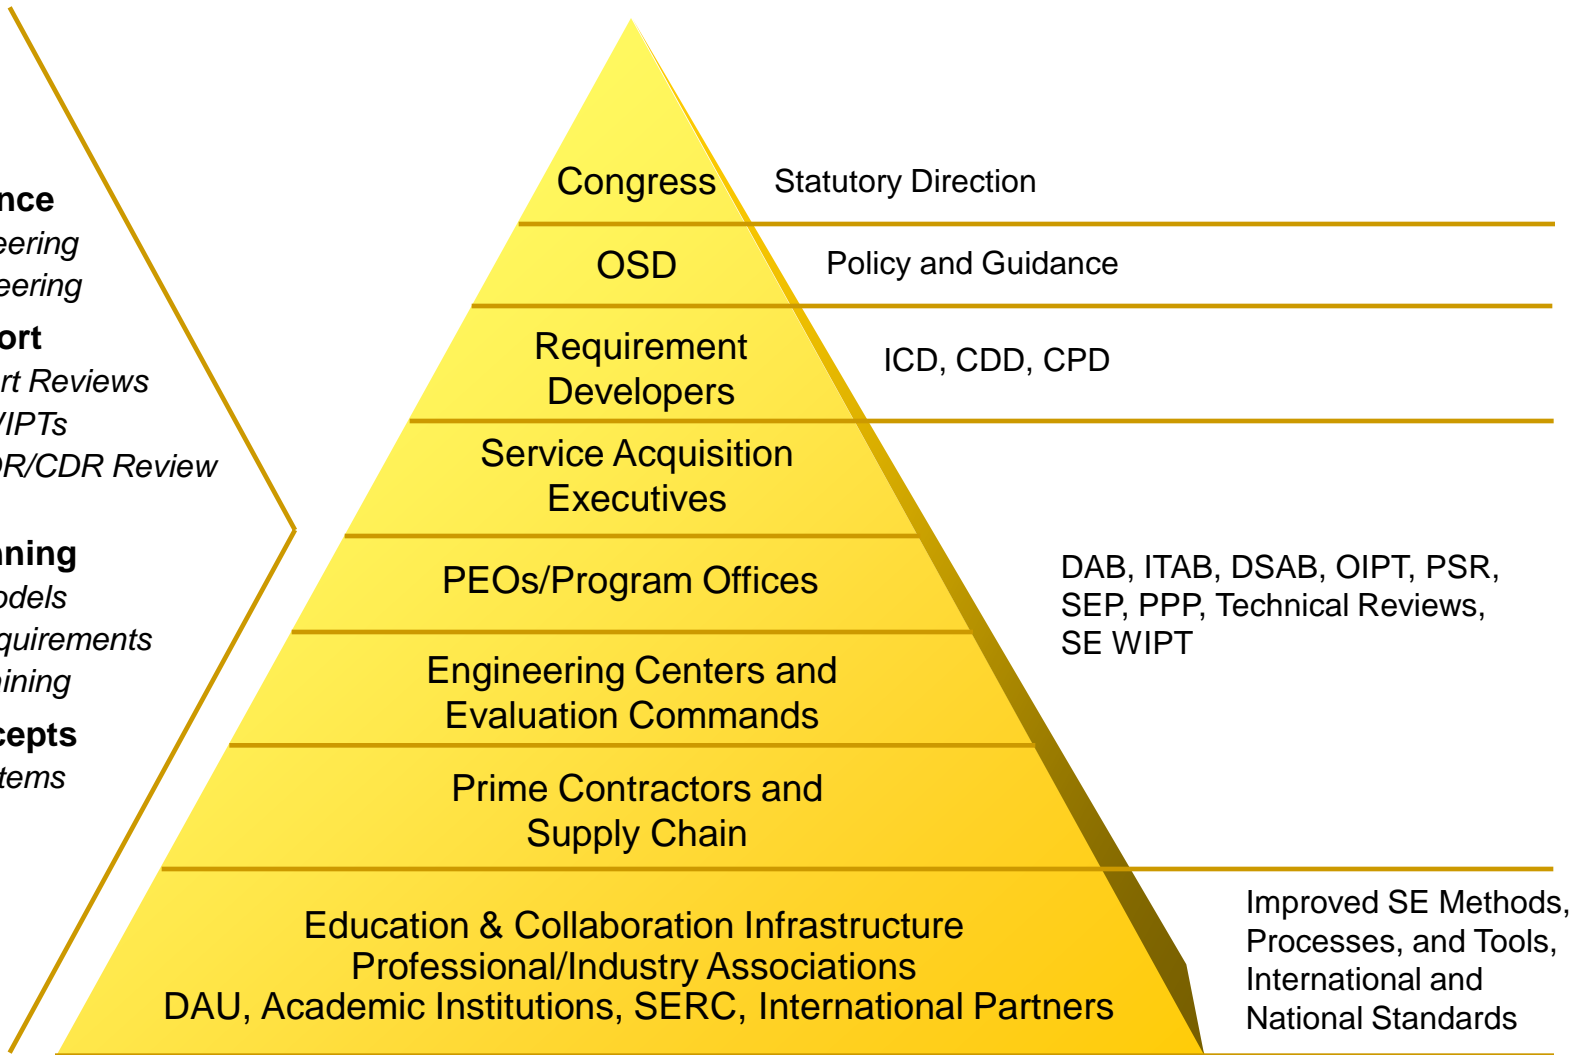 nce
eering
eering
ort
rt Reviews
IPTs
R/CDR Review
nning
odels
quirements
ining
cepts
tems
Congress
Statutory Direction
OSD
Policy and Guidance
Requirement
Developers
ICD, CDD, CPD
Service Acquisition
Executives
PEOs/Program Offices
DAB, ITAB, DSAB, OIPT, PSR,
SEP, PPP, Technical Reviews,
SE WIPT
Engineering Centers and
Evaluation Commands
Prime Contractors and
Supply Chain
Education & Collaboration Infrastructure
Professional/Industry Associations
DAU, Academic Institutions, SERC, International Partners
Improved SE Methods,
Processes, and Tools,
International and
National Standards